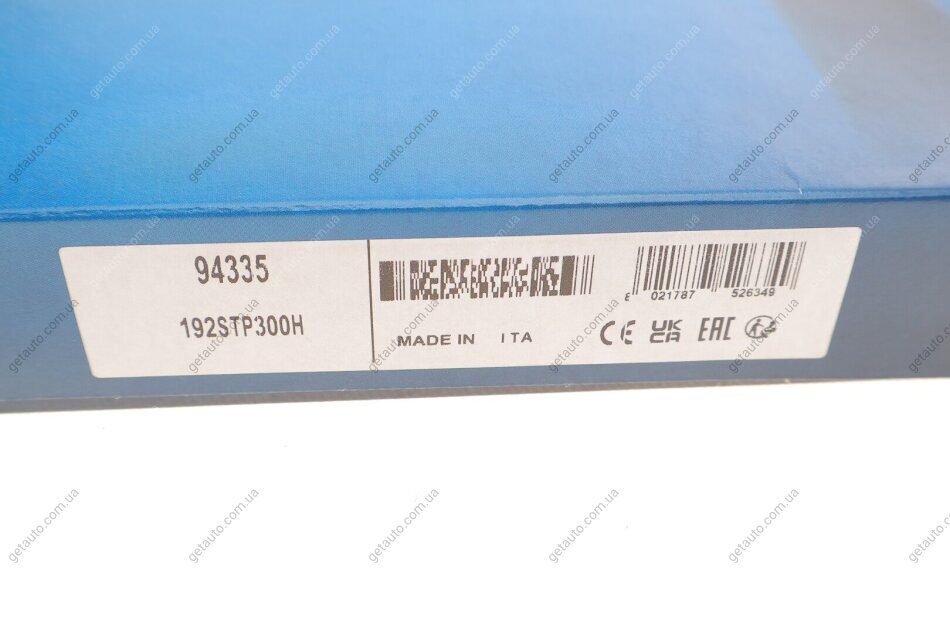 94335
192STP300H
MADE IN ITA
8 021787 526349
CE UK CA EAC
getauto.com.ua